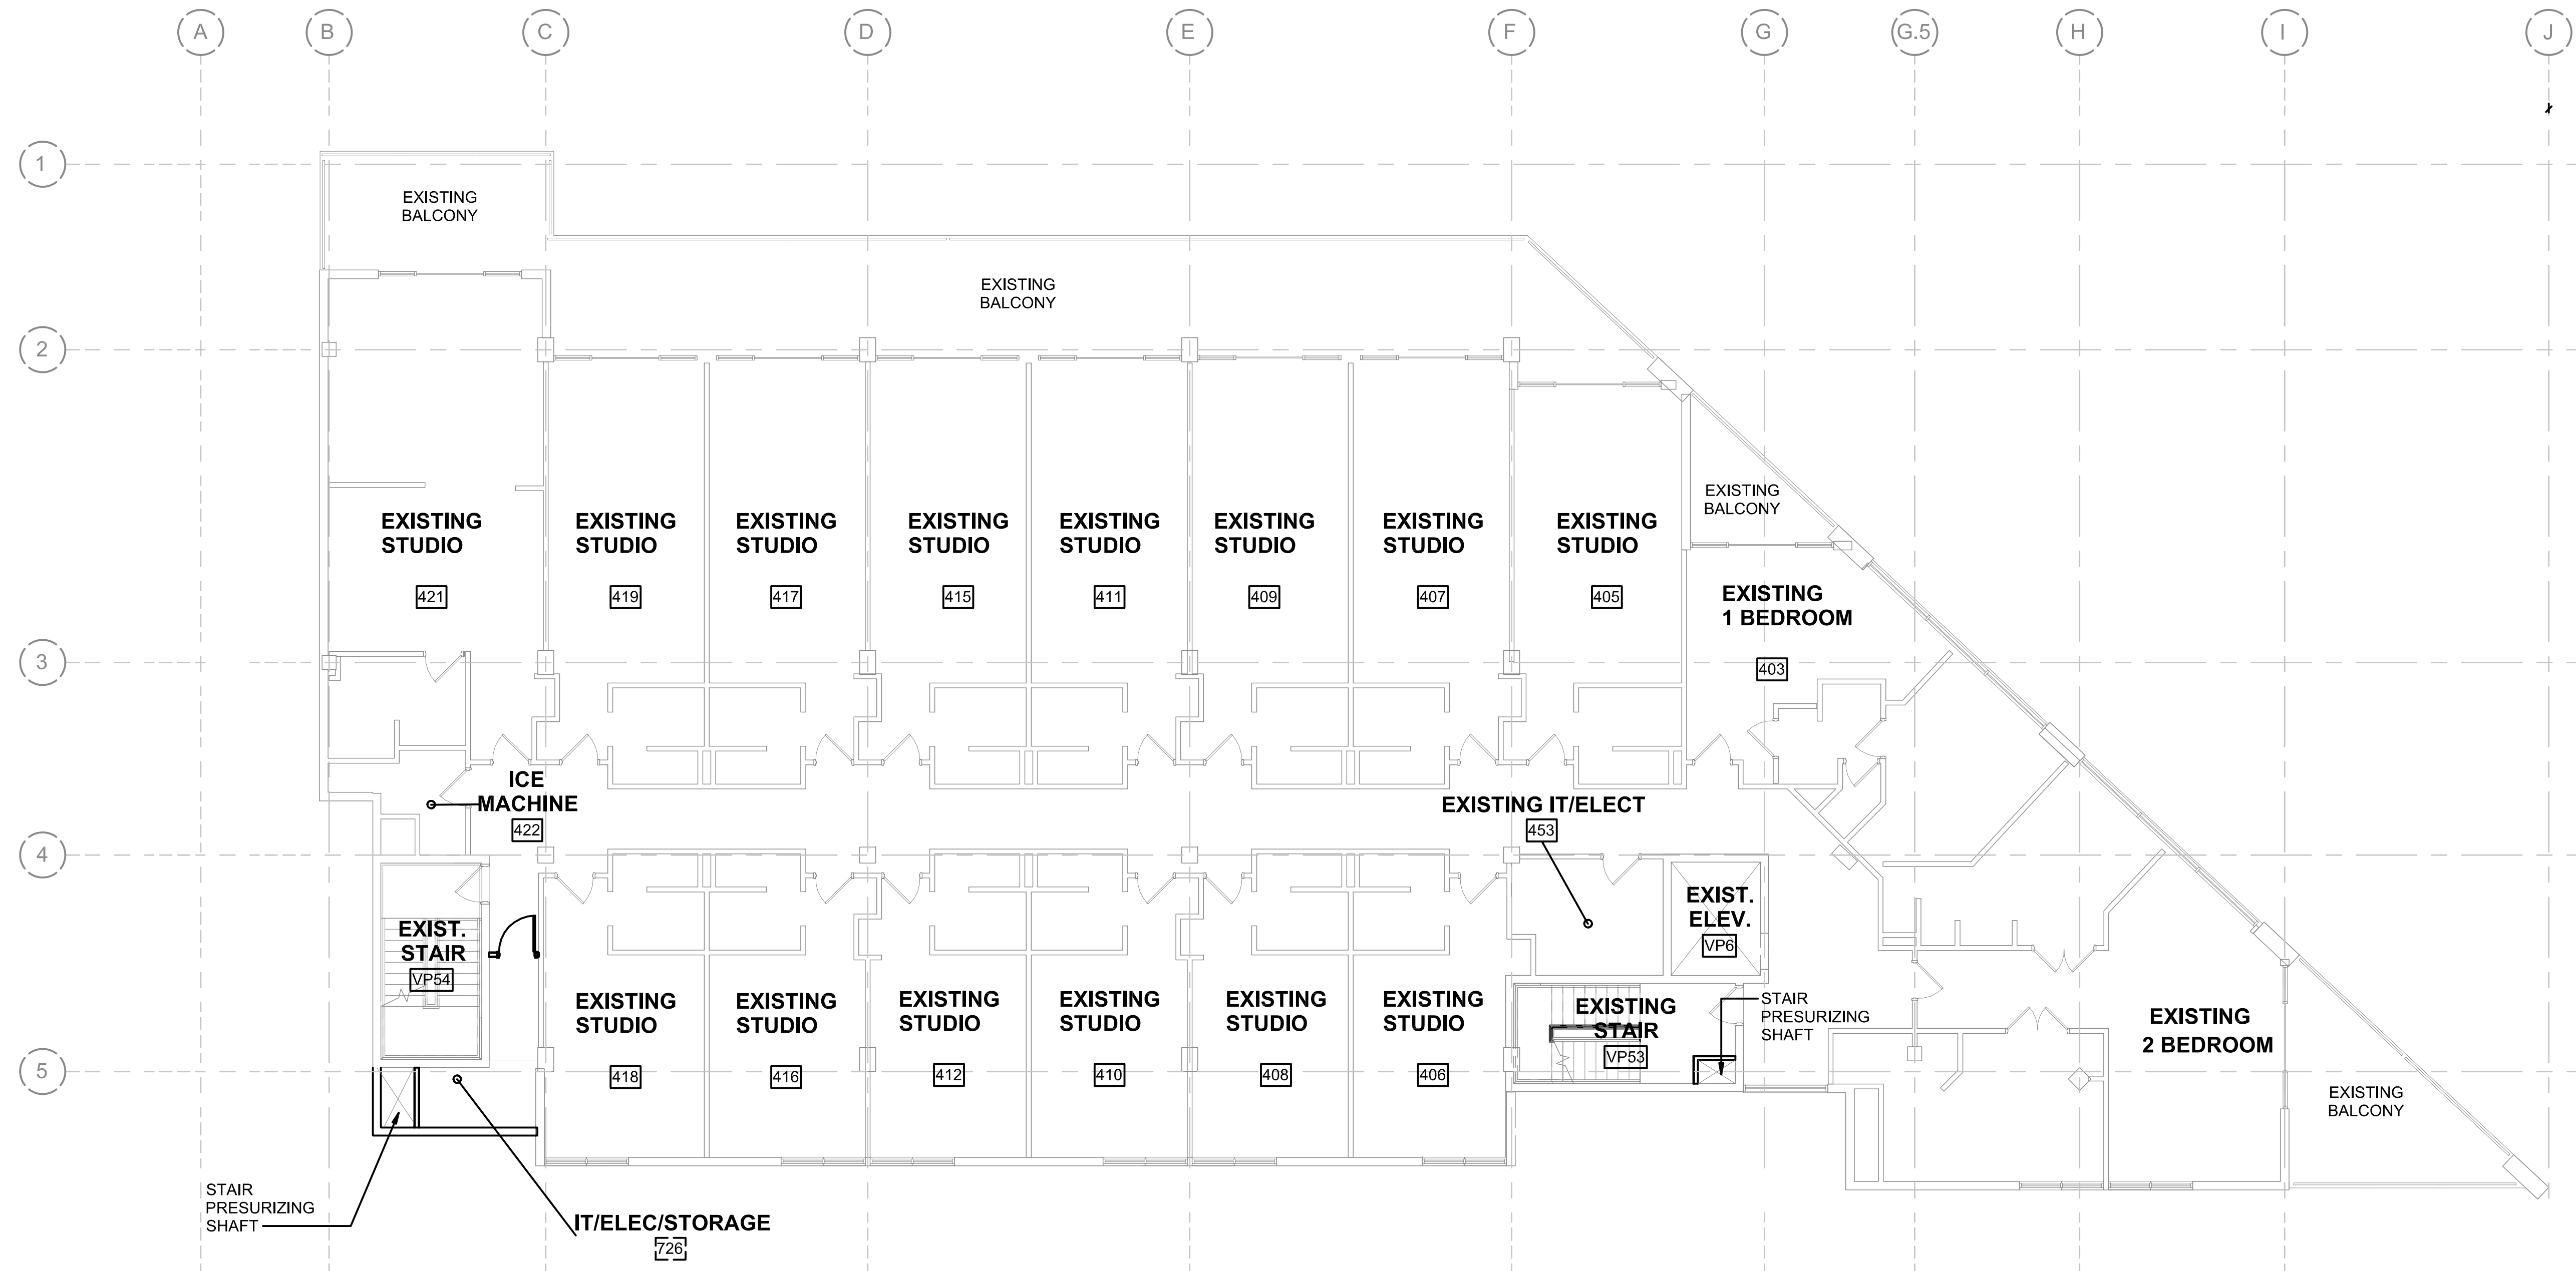 A
B
C
D
E
F
G
G.5
H
I
J
1
2
3
4
5
EXISTING
BALCONY
EXISTING
BALCONY
EXISTING
BALCONY
EXISTING
STUDIO
421
EXISTING
STUDIO
419
EXISTING
STUDIO
417
EXISTING
STUDIO
415
EXISTING
STUDIO
411
EXISTING
STUDIO
409
EXISTING
STUDIO
407
EXISTING
STUDIO
405
EXISTING
1 BEDROOM
403
ICE
MACHINE
422
EXISTING IT/ELECT
453
EXIST.
STAIR
VP54
EXIST.
ELEV.
VP6
EXISTING
STUDIO
418
EXISTING
STUDIO
416
EXISTING
STUDIO
412
EXISTING
STUDIO
410
EXISTING
STUDIO
408
EXISTING
STUDIO
406
EXISTING
STAIR
VP53
STAIR
PRESURIZING
SHAFT
EXISTING
2 BEDROOM
EXISTING
BALCONY
STAIR
PRESURIZING
SHAFT
IT/ELEC/STORAGE
726